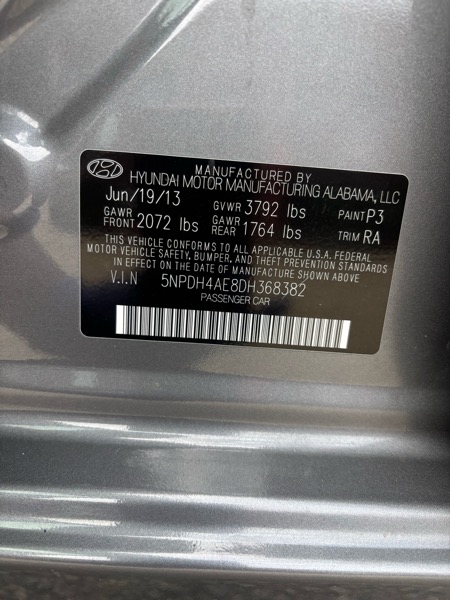 MANUFACTURED BY
HYUNDAI MOTOR MANUFACTURING ALABAMA, LLC
Jun/19/13 GVWR 3792 lbs PAINT P3
GAWR FRONT 2072 lbs GAWR REAR 1764 lbs TRIM RA
THIS VEHICLE CONFORMS TO ALL APPLICABLE U.S.A. FEDERAL
MOTOR VEHICLE SAFETY, BUMPER, AND THEFT PREVENTION STANDARDS
IN EFFECT ON THE DATE OF MANUFACTURE SHOWN ABOVE
V.I.N 5NPDH4AE8DH368382
PASSENGER CAR